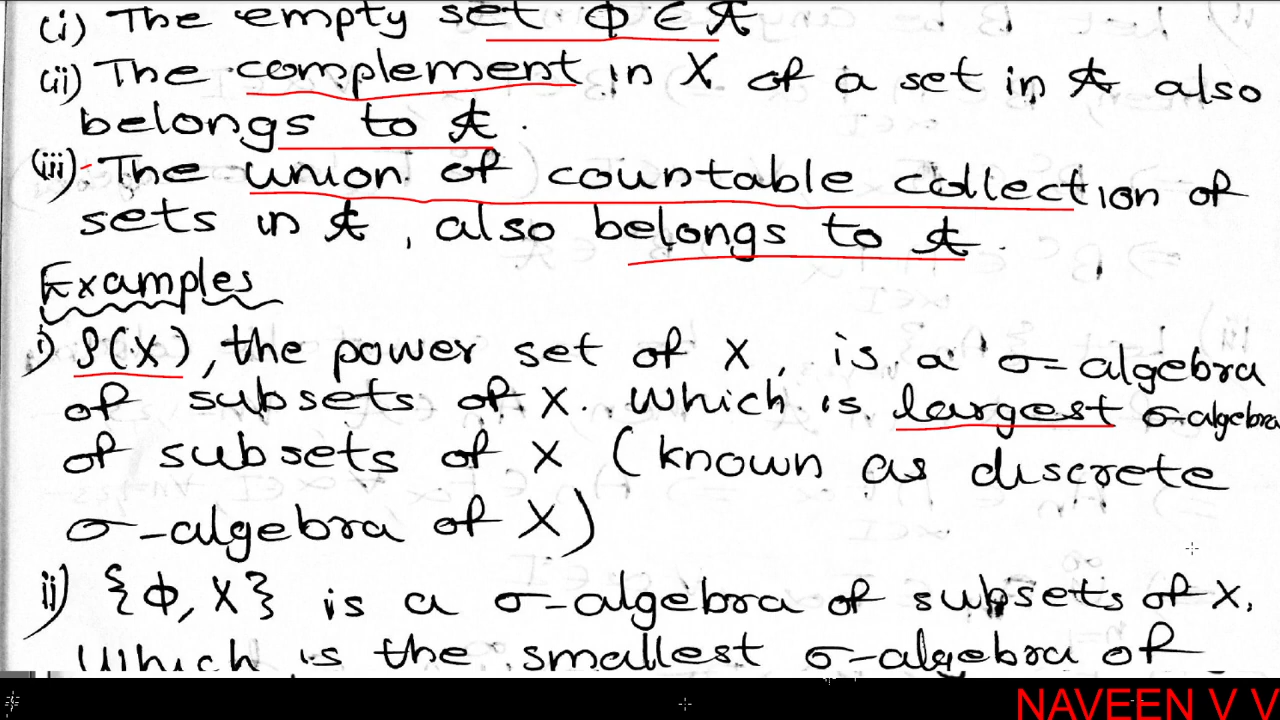 (i) The empty set Φ ∈ 𝒜
(ii) The complement in X of a set in 𝒜 also
belongs to 𝒜.
(iii) The union of countable collection of
sets in 𝒜, also belongs to 𝒜.
Examples
i) 𝒫(X), the power set of X, is a σ-algebra
of subsets of X. Which is largest σ-algebra
of subsets of X (known as discrete
σ-algebra of X)
ii) {Φ, X} is a σ-algebra of subsets of X.
Which is the smallest σ-algebra of
NAVEEN V V